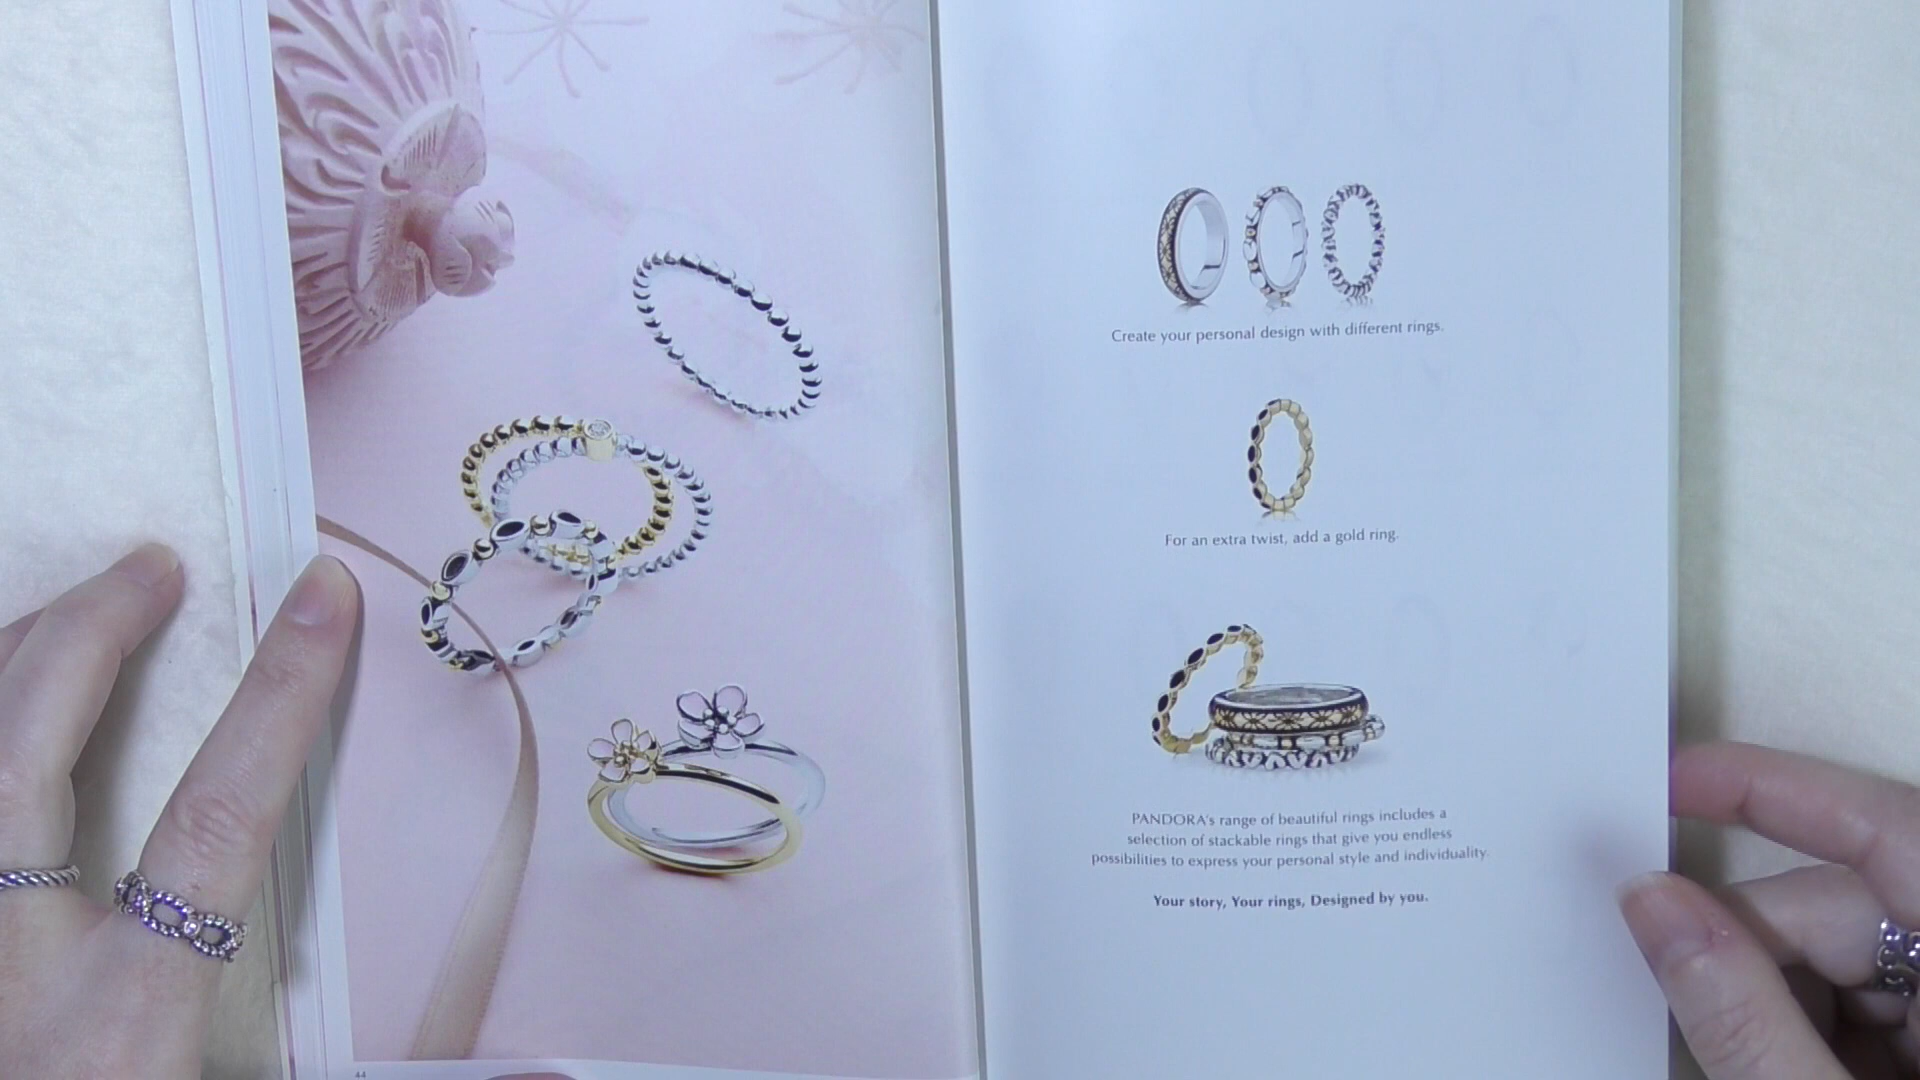 44
Create your personal design with different rings.
For an extra twist, add a gold ring.
PANDORA's range of beautiful rings includes a
selection of stackable rings that give you endless
possibilities to express your personal style and individuality.
Your story, Your rings, Designed by you.